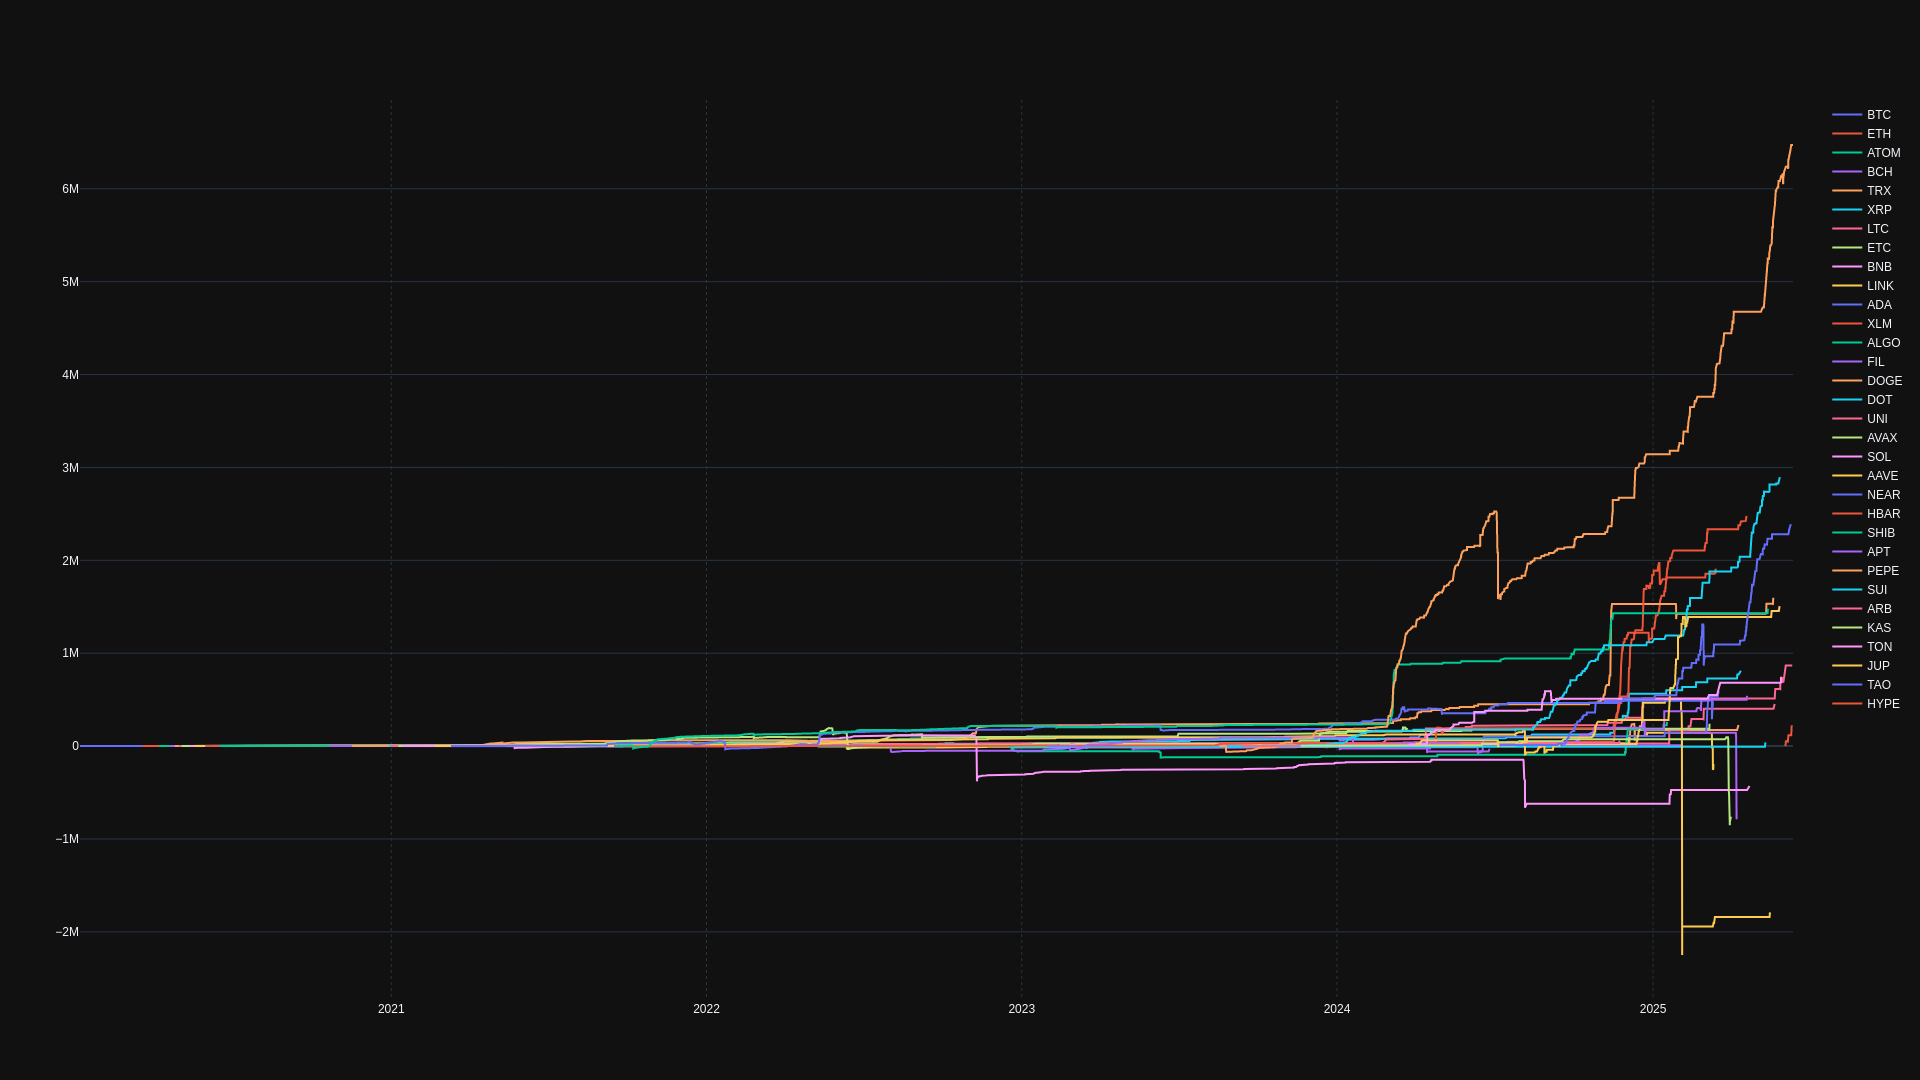 6M
5M
4M
3M
2M
1M
0
−1M
−2M
2021
2022
2023
2024
2025
BTC
ETH
ATOM
BCH
TRX
XRP
LTC
ETC
BNB
LINK
ADA
XLM
ALGO
FIL
DOGE
DOT
UNI
AVAX
SOL
AAVE
NEAR
HBAR
SHIB
APT
PEPE
SUI
ARB
KAS
TON
JUP
TAO
HYPE